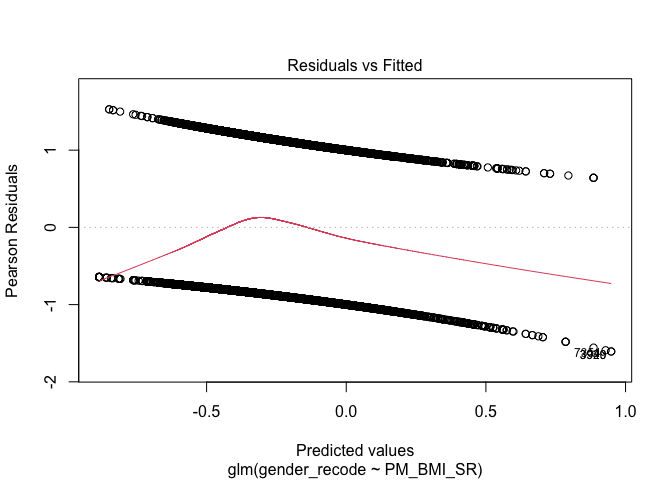 Residuals vs Fitted
Pearson Residuals
1
0
-1
-2
-0.5
0.0
0.5
1.0
Predicted values
glm(gender_recode ~ PM_BMI_SR)